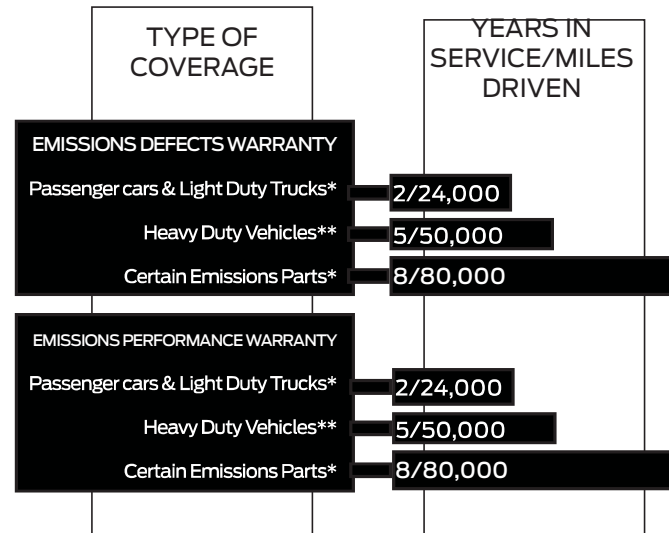 TYPE OF
COVERAGE
YEARS IN
SERVICE/MILES
DRIVEN
EMISSIONS DEFECTS WARRANTY
Passenger cars & Light Duty Trucks* 2/24,000
Heavy Duty Vehicles** 5/50,000
Certain Emissions Parts* 8/80,000
EMISSIONS PERFORMANCE WARRANTY
Passenger cars & Light Duty Trucks* 2/24,000
Heavy Duty Vehicles** 5/50,000
Certain Emissions Parts* 8/80,000